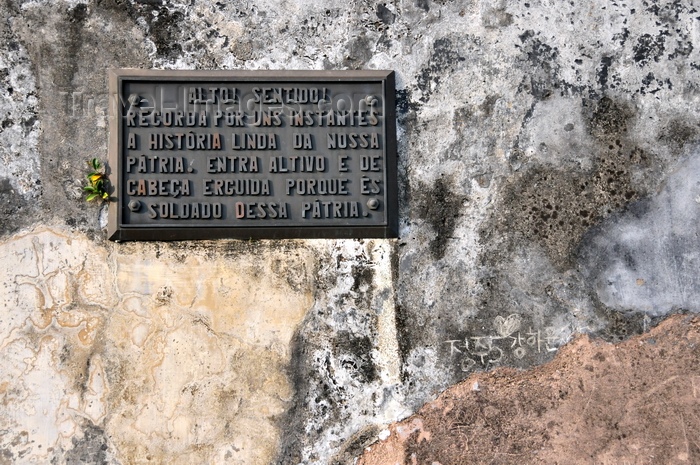 ALTO! SENTIDO!
RECORDA POR UNS INSTANTES
A HISTÓRIA LINDA DA NOSSA
PÁTRIA. ENTRA ALTIVO E DE
CABEÇA ERGUIDA PORQUE ÉS
SOLDADO DESSA PÁTRIA.